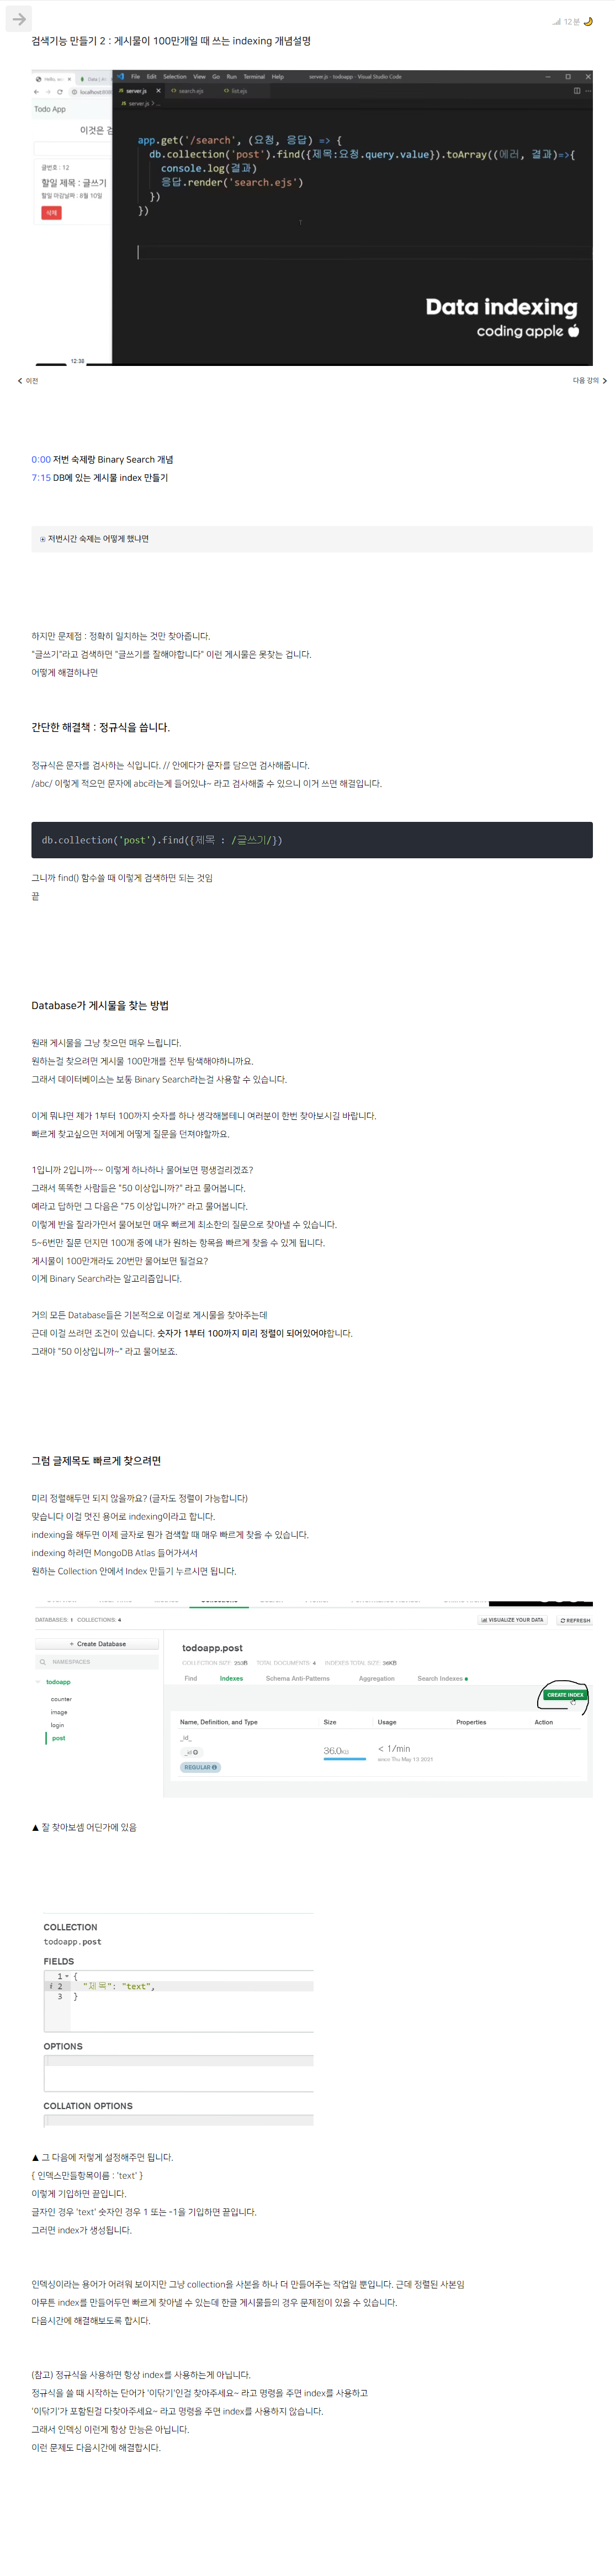 12분
검색기능 만들기 2 : 게시물이 100만개일 때 쓰는 indexing 개념설명
File Edit Selection View Go Run Terminal Help
server.js - todoapp - Visual Studio Code
server.js
search.ejs
list.ejs
server.js > ...
Todo App
글번호 : 12
할일 제목 : 글쓰기
할일 마감날짜 : 8월 10일
삭제
app.get('/search', (요청, 응답) => {
db.collection('post').find({제목:요청.query.value}).toArray((에러, 결과)=>{
console.log(결과)
응답.render('search.ejs')
})
})
Data indexing
coding apple
12:38
이전
다음 강의
0:00 저번 숙제랑 Binary Search 개념
7:15 DB에 있는 게시물 index 만들기
저번시간 숙제는 어떻게 했냐면
하지만 문제점 : 정확히 일치하는 것만 찾아줍니다.
"글쓰기"라고 검색하면 "글쓰기를 잘해야합니다" 이런 게시물은 못찾는 겁니다.
어떻게 해결하냐면
간단한 해결책 : 정규식을 씁니다.
정규식은 문자를 검사하는 식입니다. // 안에다가 문자를 담으면 검사해줍니다.
/abc/ 이렇게 적으면 문자에 abc라는게 들어있냐~ 라고 검사해줄 수 있으니 이거 쓰면 해결입니다.
db.collection('post').find({제목 : /글쓰기/})
그니까 find() 함수쓸 때 이렇게 검색하면 되는 것임
끝
Database가 게시물을 찾는 방법
원래 게시물을 그냥 찾으면 매우 느립니다.
원하는걸 찾으려면 게시물 100만개를 전부 탐색해야하니까요.
그래서 데이터베이스는 보통 Binary Search라는걸 사용할 수 있습니다.
이게 뭐냐면 제가 1부터 100까지 숫자를 하나 생각해볼테니 여러분이 한번 찾아보시길 바랍니다.
빠르게 찾고싶으면 저에게 어떻게 질문을 던져야할까요.
1입니까 2입니까~~ 이렇게 하나하나 물어보면 평생걸리겠죠?
그래서 똑똑한 사람들은 "50 이상입니까?" 라고 물어봅니다.
예라고 답하면 그 다음은 "75 이상입니까?" 라고 물어봅니다.
이렇게 반을 잘라가면서 물어보면 매우 빠르게 최소한의 질문으로 찾아낼 수 있습니다.
5~6번만 질문 던지면 100개 중에 내가 원하는 항목을 빠르게 찾을 수 있게 됩니다.
게시물이 100만개라도 20번만 물어보면 될걸요?
이게 Binary Search라는 알고리즘입니다.
거의 모든 Database들은 기본적으로 이걸로 게시물을 찾아주는데
근데 이걸 쓰려면 조건이 있습니다. 숫자가 1부터 100까지 미리 정렬이 되어있어야합니다.
그래야 "50 이상입니까~" 라고 물어보죠.
그럼 글제목도 빠르게 찾으려면
미리 정렬해두면 되지 않을까요? (글자도 정렬이 가능합니다)
맞습니다 이걸 멋진 용어로 indexing이라고 합니다.
indexing을 해두면 이제 글자로 뭔가 검색할 때 매우 빠르게 찾을 수 있습니다.
indexing 하려면 MongoDB Atlas 들어가셔서
원하는 Collection 안에서 Index 만들기 누르시면 됩니다.
DATABASES: 1 COLLECTIONS: 4
VISUALIZE YOUR DATA
REFRESH
+ Create Database
NAMESPACES
todoapp
counter
image
login
post
todoapp.post
COLLECTION SIZE: 233B TOTAL DOCUMENTS: 4 INDEXES TOTAL SIZE: 36KB
Find Indexes Schema Anti-Patterns Aggregation Search Indexes
CREATE INDEX
Name, Definition, and Type Size Usage Properties Action
_id_
_id
REGULAR
36.0KB
< 1/min
since Thu May 13 2021
▲ 잘 찾아보셈 어딘가에 있음
COLLECTION
todoapp.post
FIELDS
1 {
2 "제목": "text",
3 }
OPTIONS
COLLATION OPTIONS
▲ 그 다음에 저렇게 설정해주면 됩니다.
{ 인덱스만들항목이름 : 'text' }
이렇게 기입하면 끝입니다.
글자인 경우 'text' 숫자인 경우 1 또는 -1을 기입하면 끝입니다.
그러면 index가 생성됩니다.
인덱싱이라는 용어가 어려워 보이지만 그냥 collection을 사본을 하나 더 만들어주는 작업일 뿐입니다. 근데 정렬된 사본임
아무튼 index를 만들어두면 빠르게 찾아낼 수 있는데 한글 게시물들의 경우 문제점이 있을 수 있습니다.
다음시간에 해결해보도록 합시다.
(참고) 정규식을 사용하면 항상 index를 사용하는게 아닙니다.
정규식을 쓸 때 시작하는 단어가 '이닦기'인걸 찾아주세요~ 라고 명령을 주면 index를 사용하고
'이닦기'가 포함된걸 다찾아주세요~ 라고 명령을 주면 index를 사용하지 않습니다.
그래서 인덱싱 이런게 항상 만능은 아닙니다.
이런 문제도 다음시간에 해결합시다.